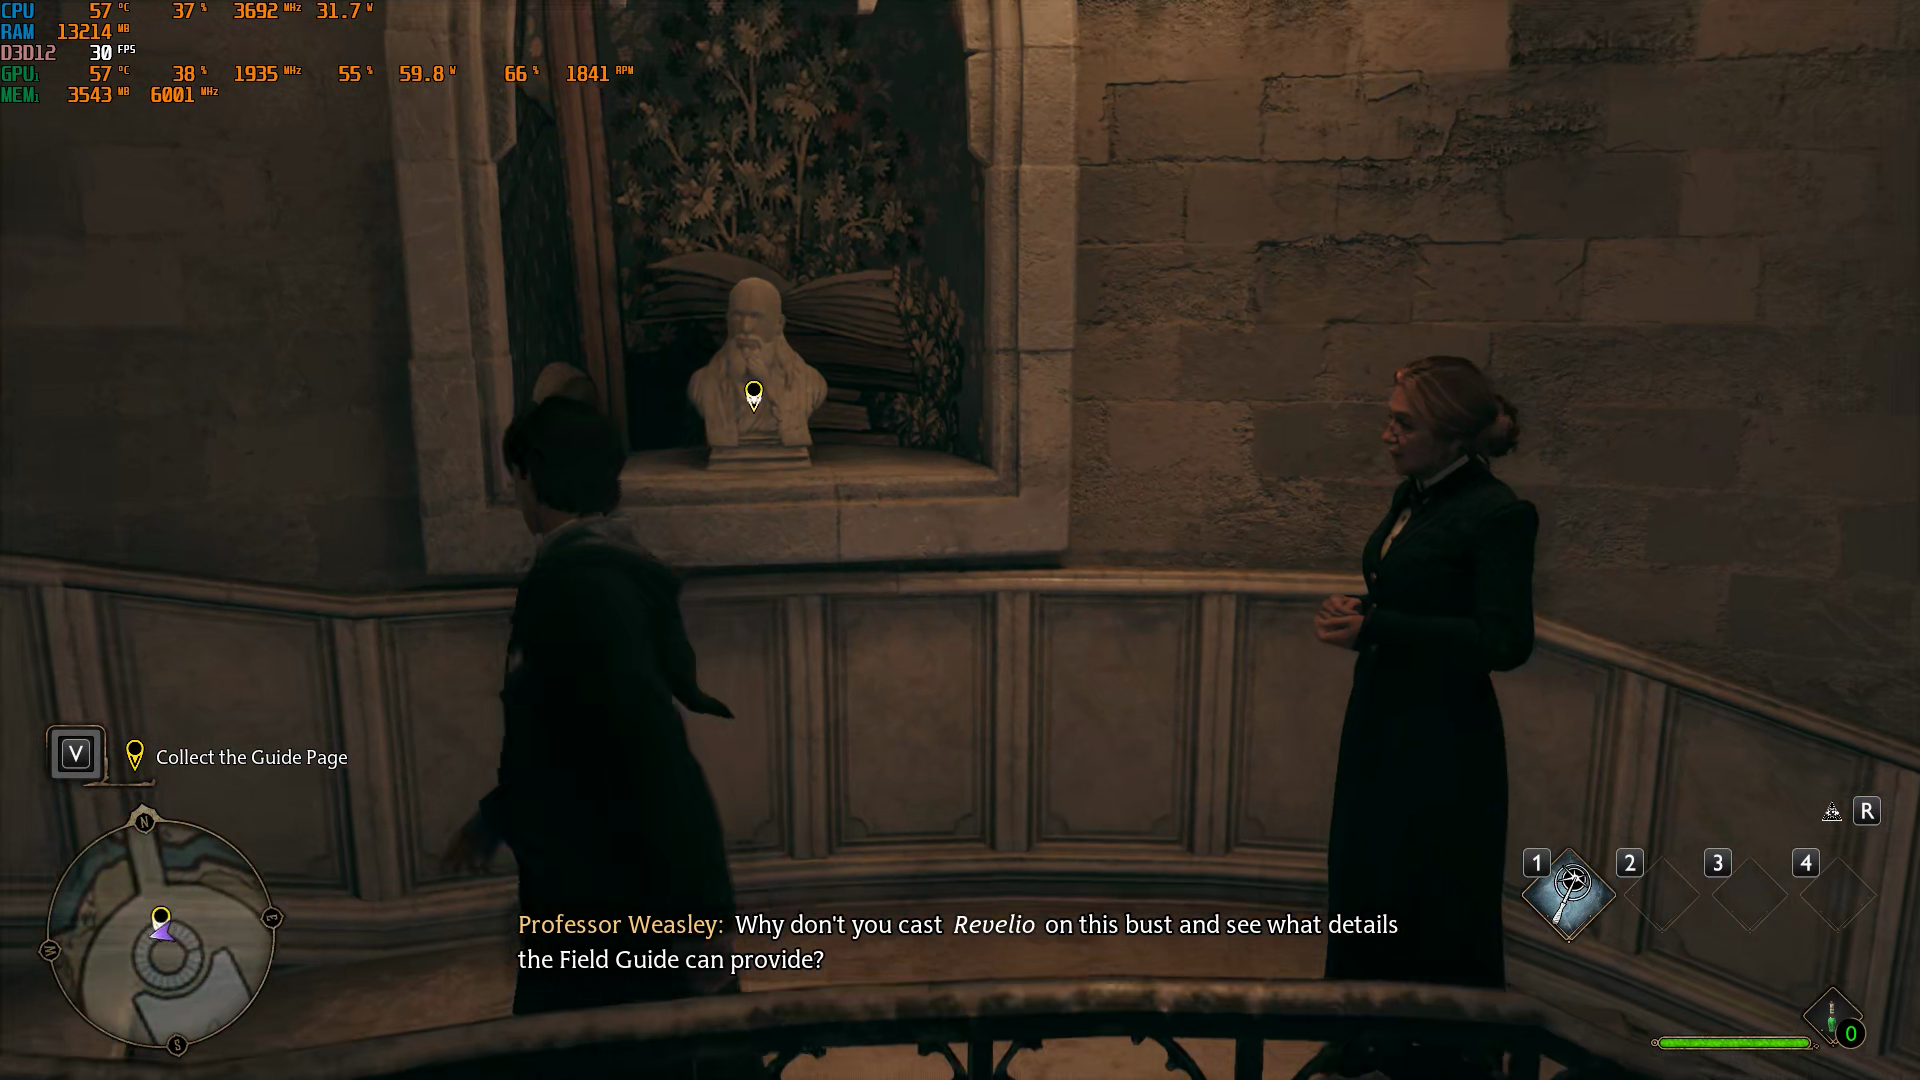 CPU 57 °C 37 % 3692 MHz 31.7 W
RAM 13214 MB
D3D12 30 FPS
GPU1 57 °C 38 % 1935 MHz 55 % 59.8 W 66 % 1841 RPM
MEM1 3543 MB 6001 MHz
V Collect the Guide Page
N
E
W
S
R
1 2 3 4
Professor Weasley: Why don't you cast Revelio on this bust and see what details
the Field Guide can provide?
0